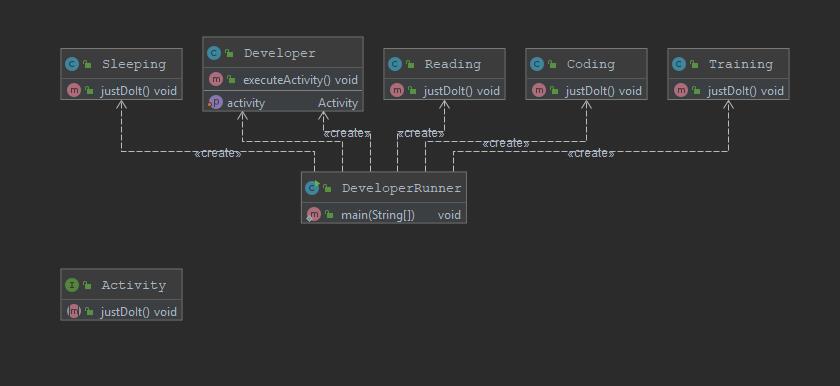 Sleeping
justDoIt() void
Developer
executeActivity() void
activity Activity
Reading
justDoIt() void
Coding
justDoIt() void
Training
justDoIt() void
«create»
«create»
«create»
«create»
«create»
DeveloperRunner
main(String[]) void
Activity
justDoIt() void